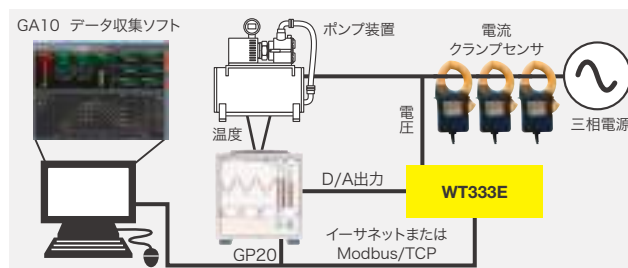 GA10 データ収集ソフト
ポンプ装置
電流
クランプセンサ
三相電源
温度
電圧
D/A出力
WT333E
GP20
イーサネットまたは
Modbus/TCP